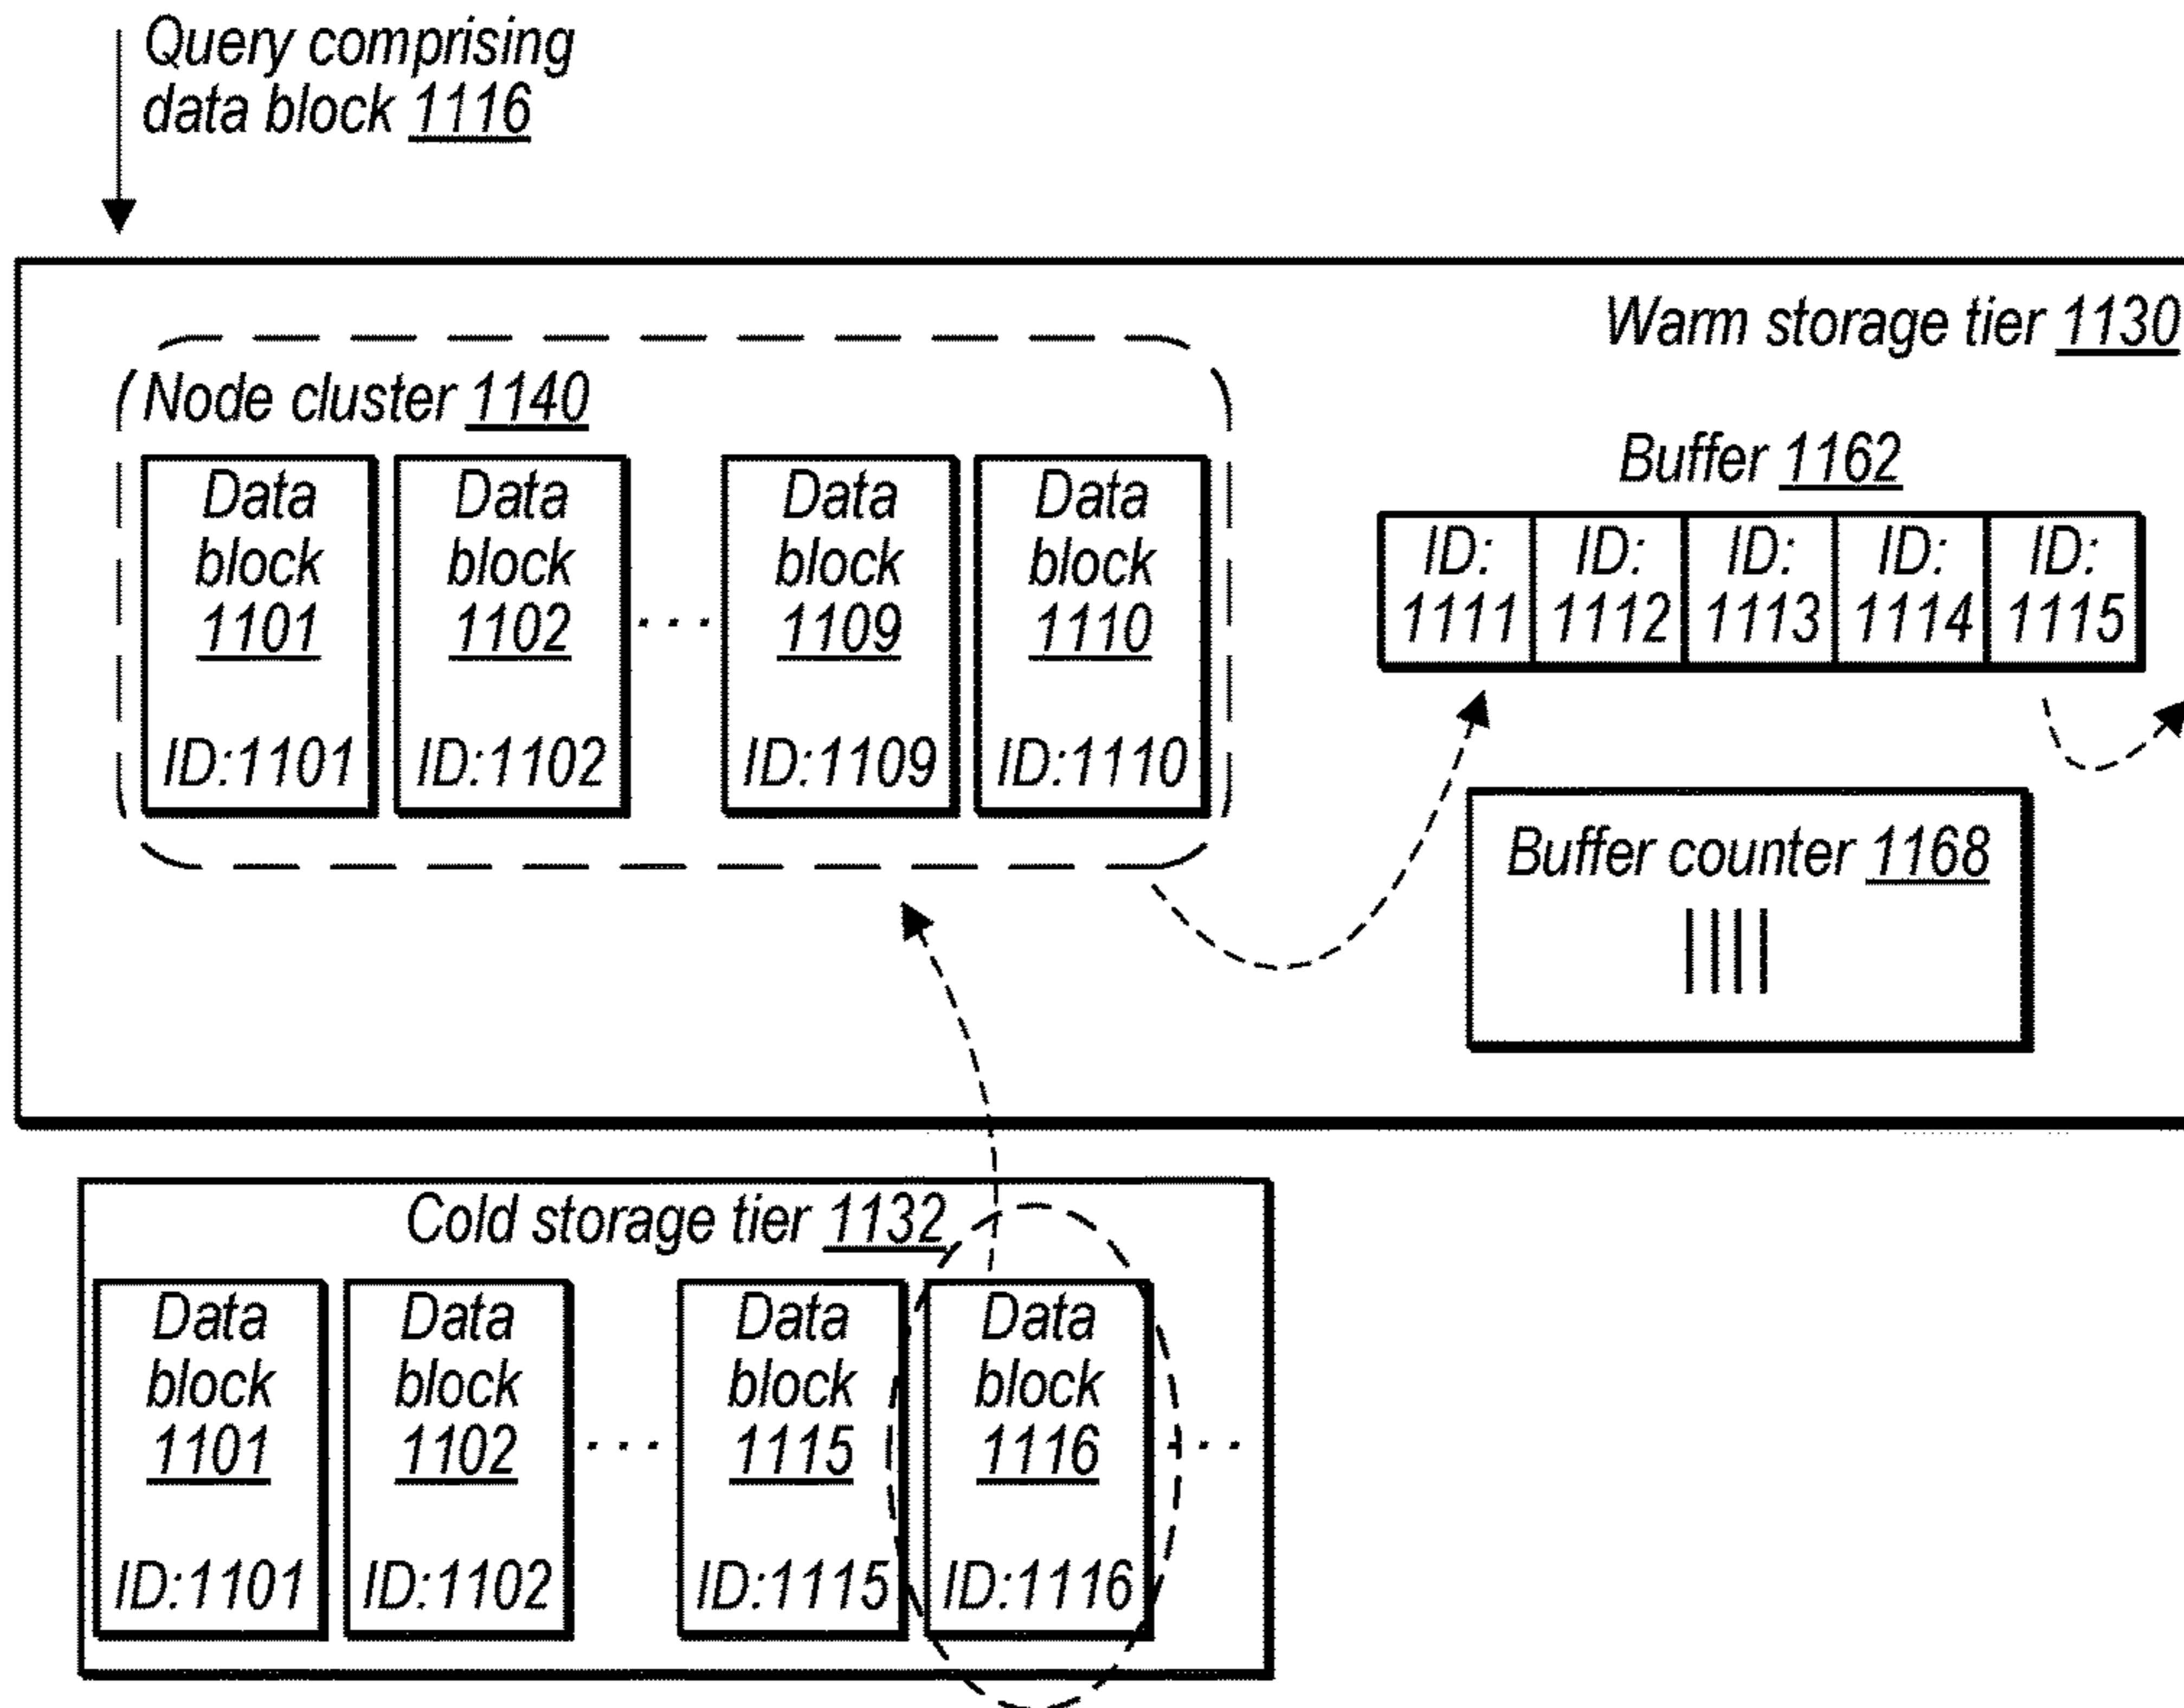 Query comprising
data block 1116
Warm storage tier 1130
Node cluster 1140
Data block 1101 ID:1101
Data block 1102 ID:1102
...
Data block 1109 ID:1109
Data block 1110 ID:1110
Buffer 1162
ID: 1111
ID: 1112
ID: 1113
ID: 1114
ID: 1115
Buffer counter 1168
||||
Cold storage tier 1132
Data block 1101 ID:1101
Data block 1102 ID:1102
...
Data block 1115 ID:1115
Data block 1116 ID:1116
...